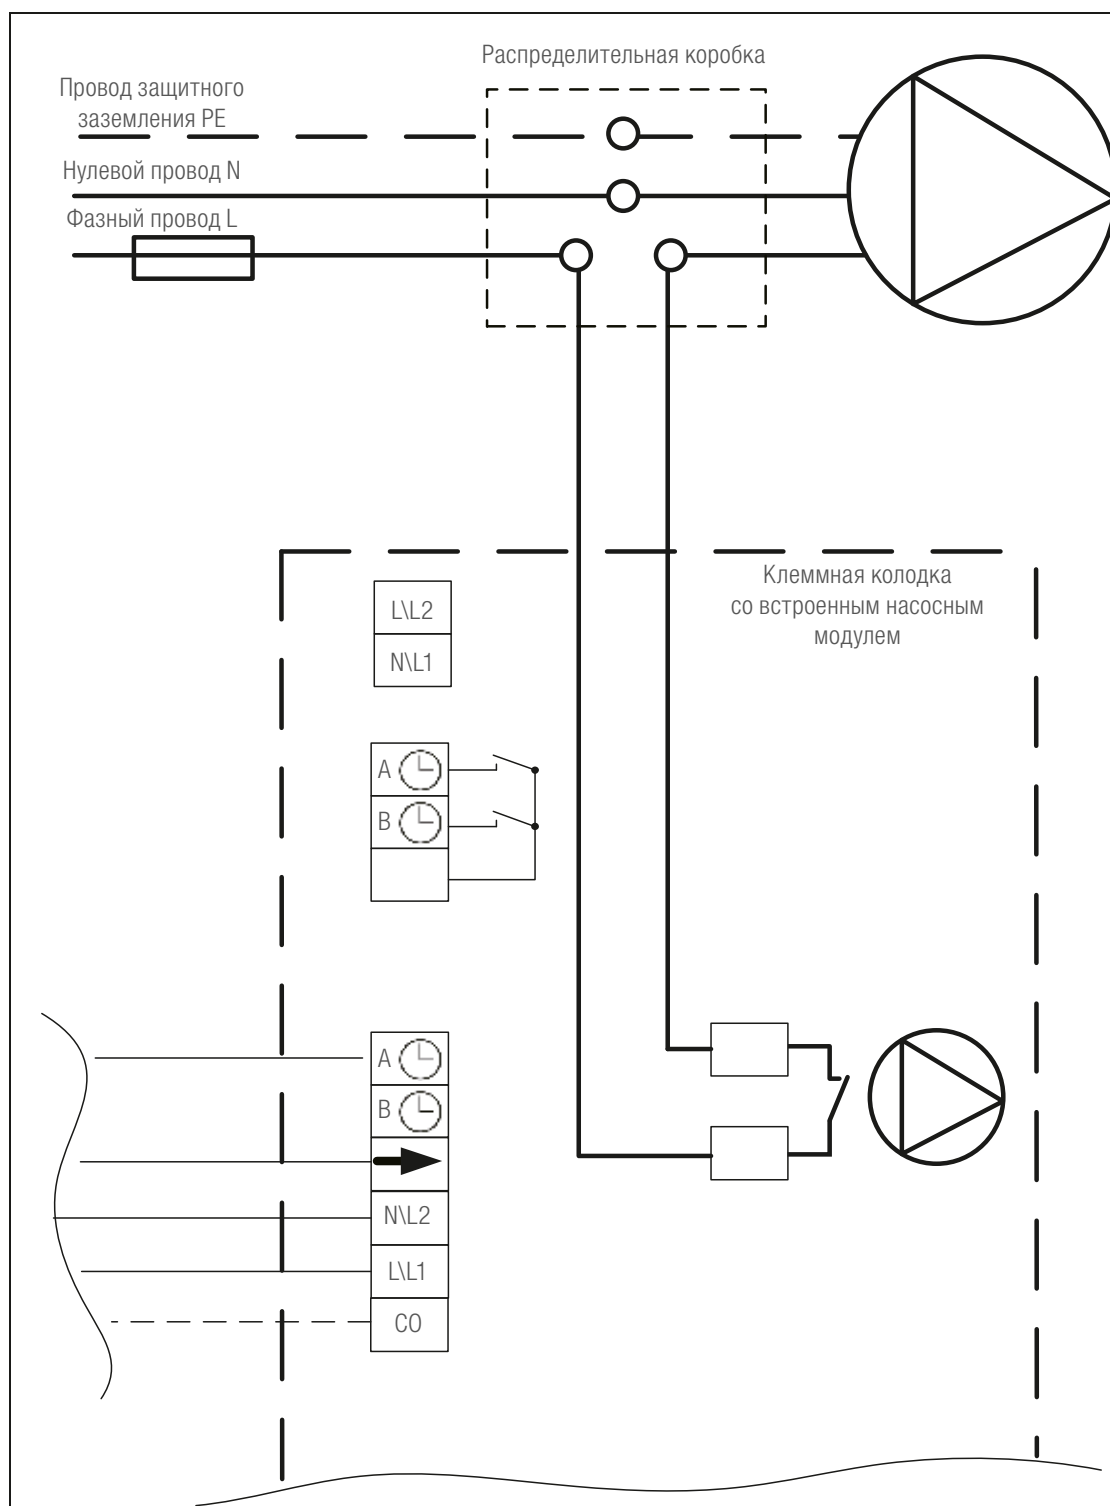 Распределительная коробка
Провод защитного
заземления PE
Нулевой провод N
Фазный провод L
Клеммная колодка
со встроенным насосным
модулем
L\L2
N\L1
A
B
A
B
N\L2
L\L1
CO